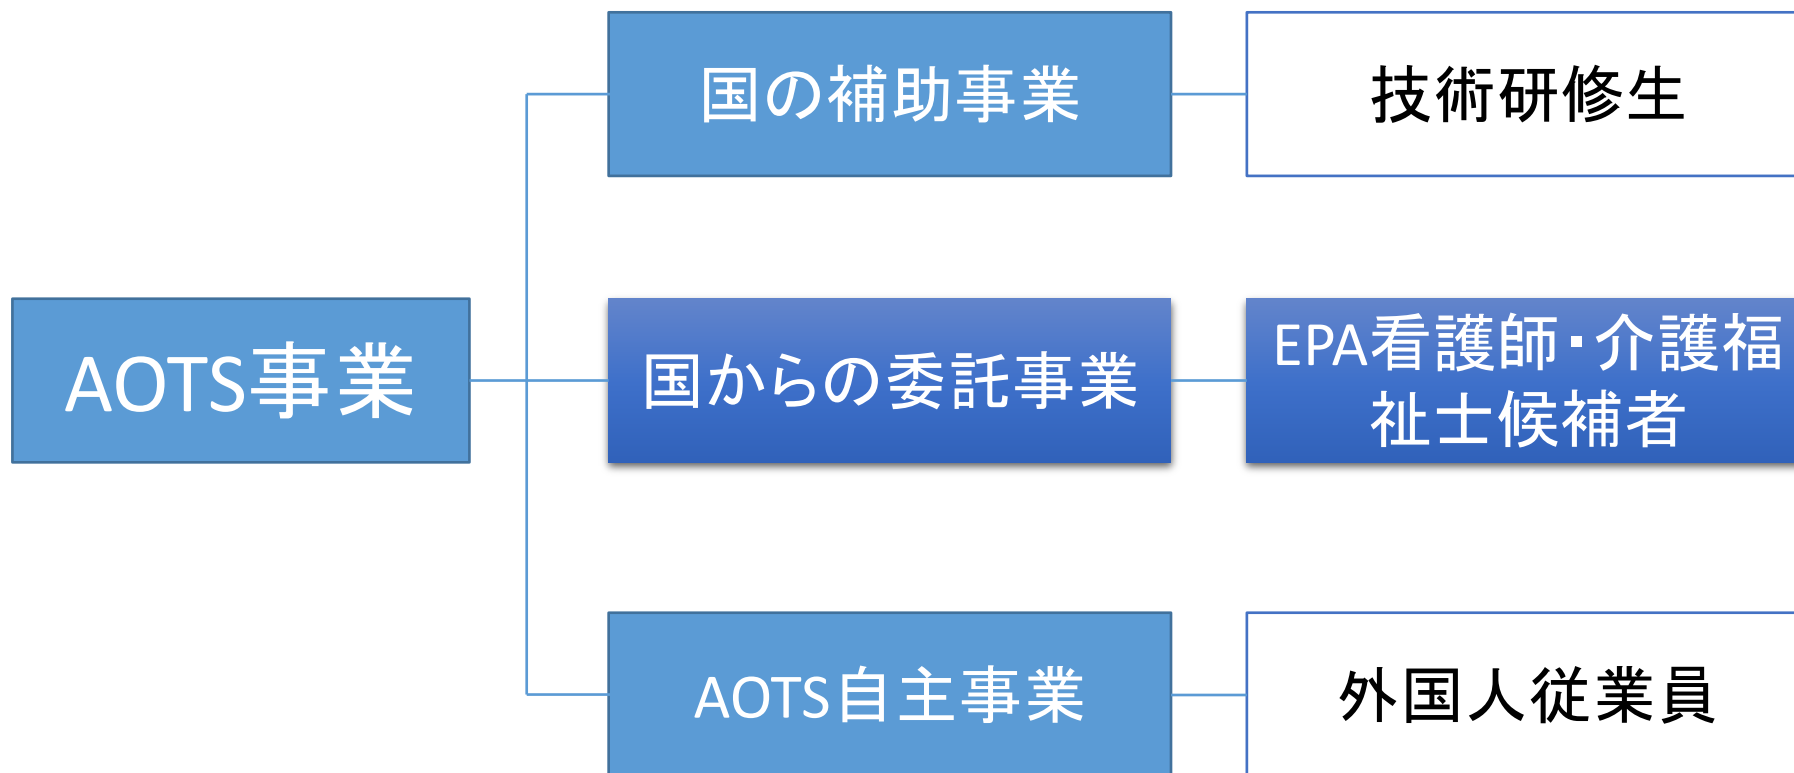 国の補助事業
技術研修生
AOTS事業
国からの委託事業
EPA看護師・介護福
祉士候補者
AOTS自主事業
外国人従業員